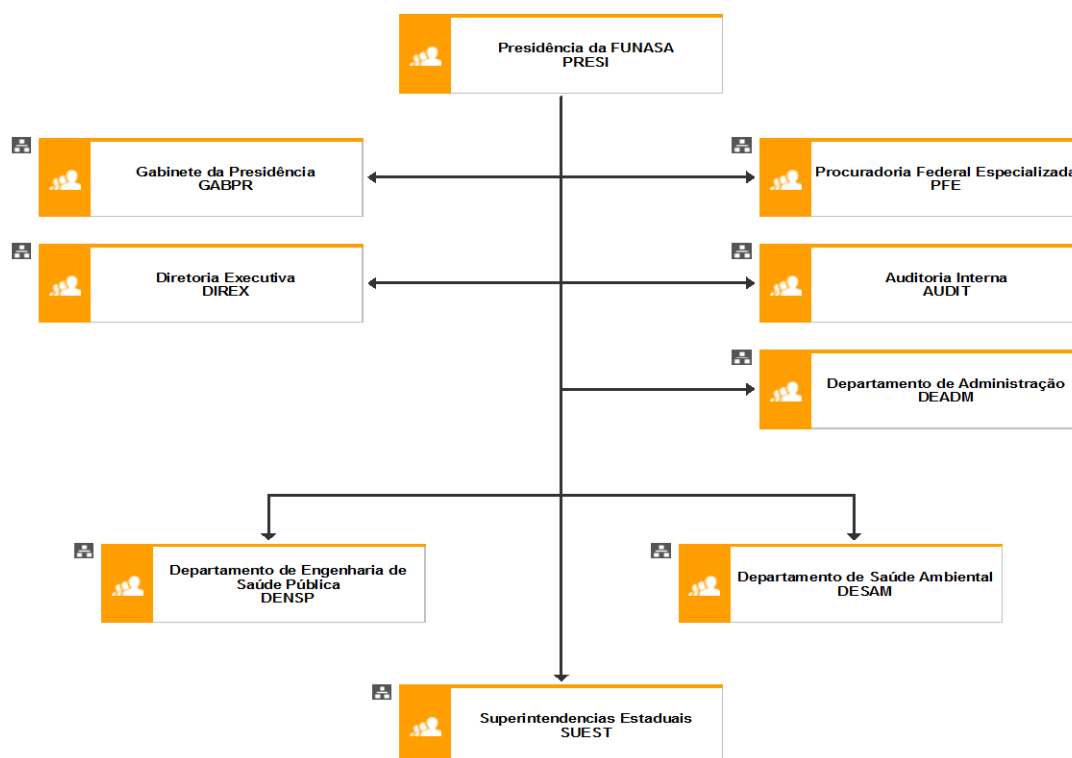 Presidência da FUNASA
PRESI
Gabinete da Presidência
GABPR
Procuradoria Federal Especializada
PFE
Diretoria Executiva
DIREX
Auditoria Interna
AUDIT
Departamento de Administração
DEADM
Departamento de Engenharia de
Saúde Pública
DENSP
Departamento de Saúde Ambiental
DESAM
Superintendencias Estaduais
SUEST